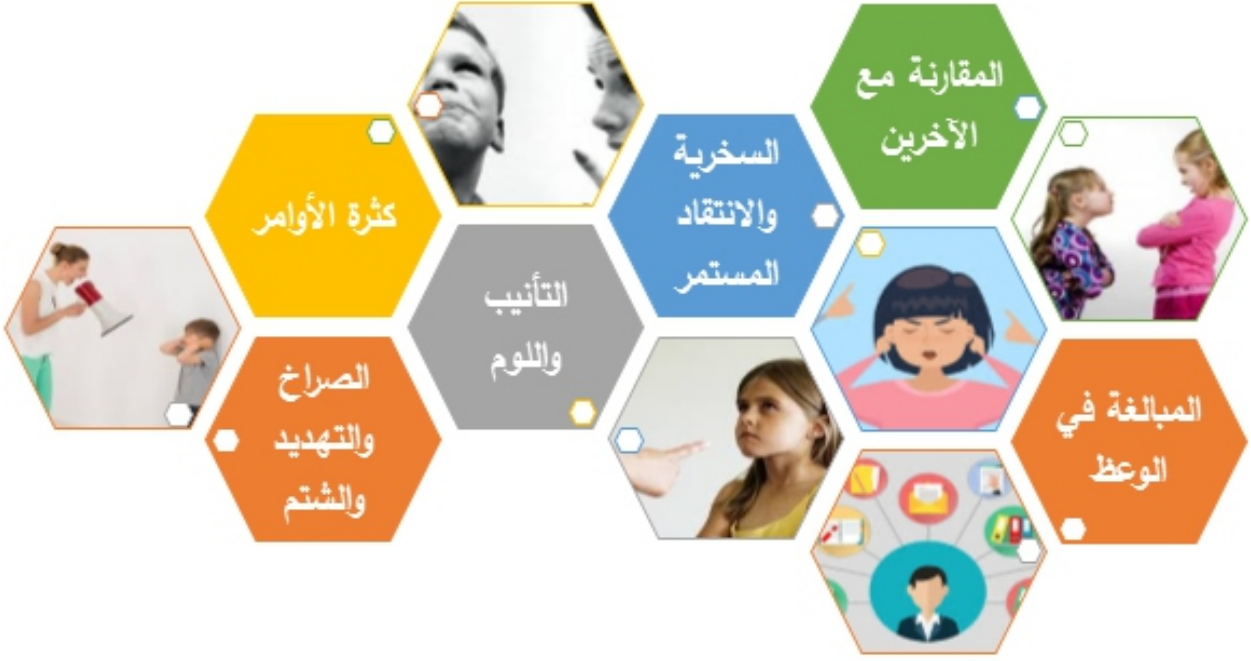 المقارنة مع
الآخرين
السخرية
والانتقاد
المستمر
كثرة الأوامر
التأنيب
واللوم
المبالغة في
الوعظ
الصراخ
والتهديد
والشتم